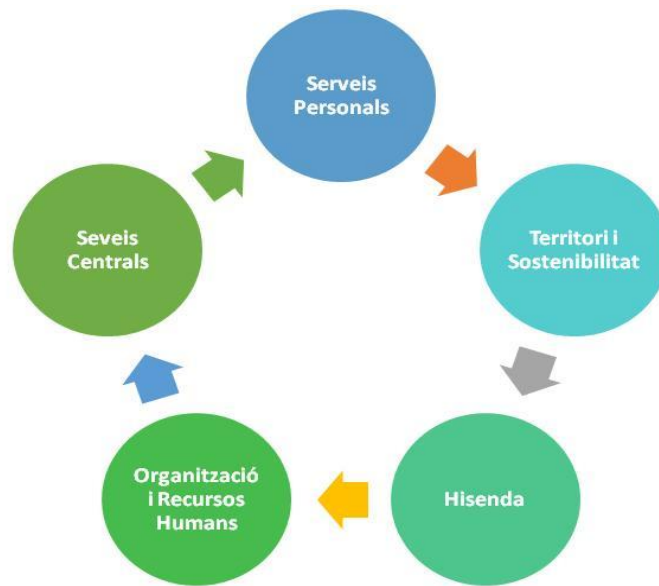 Serveis
Personals
Territori i
Sostenibilitat
Hisenda
Organització
i Recursos
Humans
Seveis
Centrals